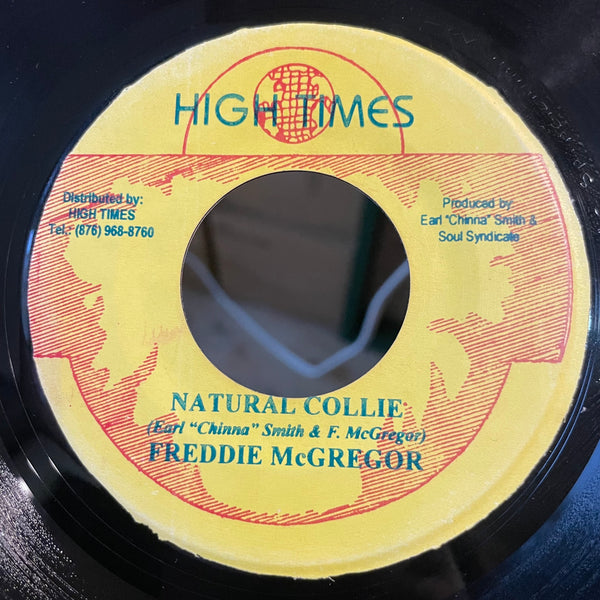 HIGH TIMES
Distributed by:
HIGH TIMES
Tel.: (876) 968-8760
Produced by:
Earl "Chinna" Smith &
Soul Syndicate
NATURAL COLLIE
(Earl "Chinna" Smith & F. McGregor)
FREDDIE McGREGOR